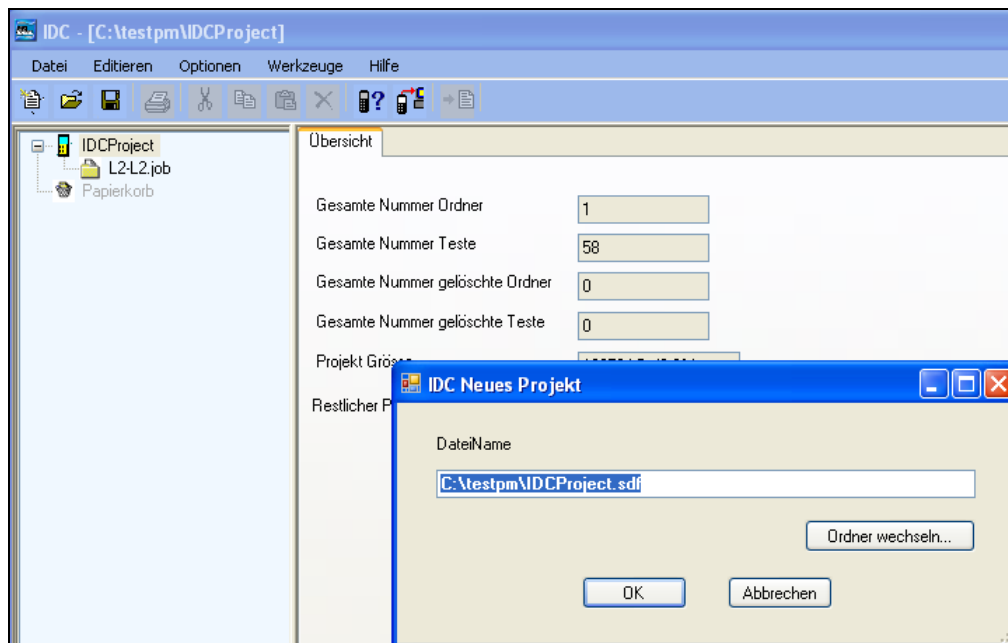 IDC - [C:\testpm\IDCProject]
Datei Editieren Optionen Werkzeuge Hilfe
IDCProject
L2-L2.job
Papierkorb
Übersicht
Gesamte Nummer Ordner 1
Gesamte Nummer Teste 58
Gesamte Nummer gelöschte Ordner 0
Gesamte Nummer gelöschte Teste 0
Projekt
Restlicher
IDC Neues Projekt
DateiName
C:\testpm\IDCProject.sdf
Ordner wechseln...
OK Abbrechen